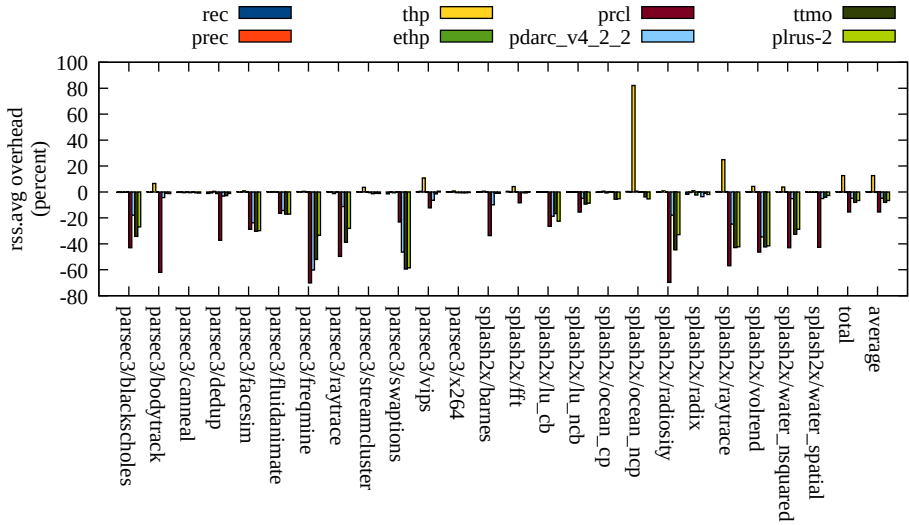 rec thp prcl ttmo
prec ethp pdarc_v4_2_2 plrus-2
rss.avg overhead
(percent)
100
80
60
40
20
0
-20
-40
-60
-80
parsec3/blackscholes
parsec3/bodytrack
parsec3/canneal
parsec3/dedup
parsec3/facesim
parsec3/fluidanimate
parsec3/freqmine
parsec3/raytrace
parsec3/streamcluster
parsec3/swaptions
parsec3/vips
parsec3/x264
splash2x/barnes
splash2x/fft
splash2x/lu_cb
splash2x/lu_ncb
splash2x/ocean_cp
splash2x/ocean_ncp
splash2x/radiosity
splash2x/radix
splash2x/raytrace
splash2x/volrend
splash2x/water_nsquared
splash2x/water_spatial
total
average